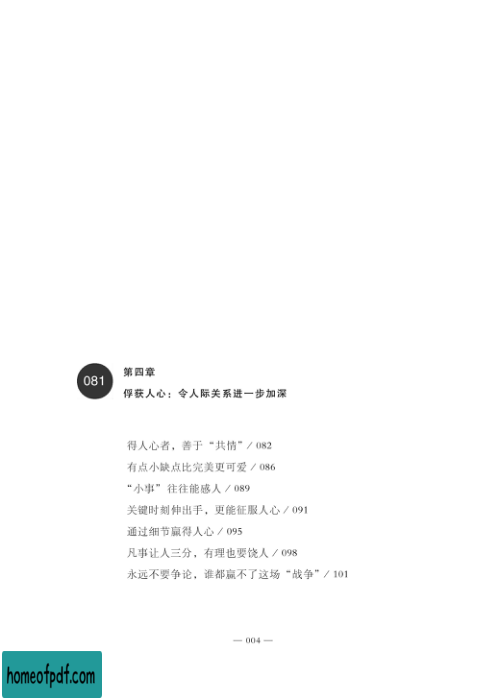 081
第四章
俘获人心：令人际关系进一步加深
得人心者，善于“共情”/ 082
有点小缺点比完美更可爱 / 086
“小事”往往能感人 / 089
关键时刻伸出手，更能征服人心 / 091
通过细节赢得人心 / 095
凡事让人三分，有理也要饶人 / 098
永远不要争论，谁都赢不了这场“战争”/ 101
— 004 —
homeofpdf.com